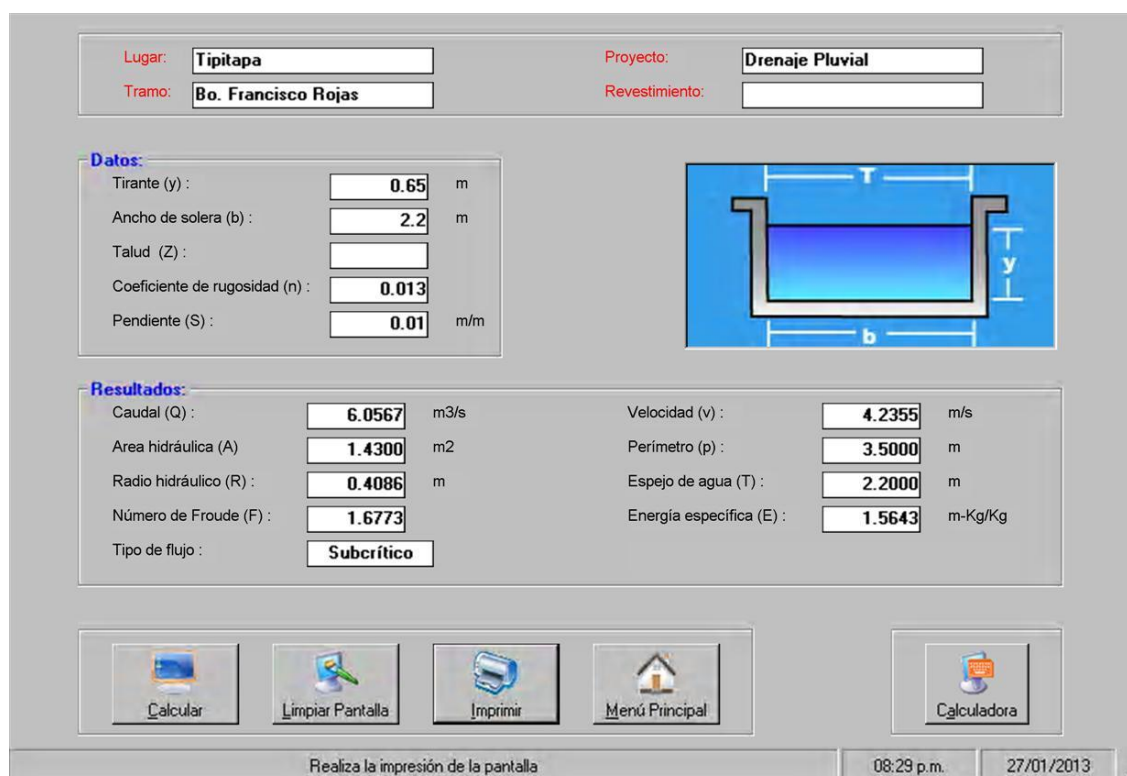 Lugar: Tipitapa Proyecto: Drenaje Pluvial
Tramo: Bo. Francisco Rojas Revestimiento:
Datos:
Tirante (y) : 0.65 m
Ancho de solera (b) : 2.2 m
Talud (Z) :
Coeficiente de rugosidad (n) : 0.013
Pendiente (S) : 0.01 m/m
T
y
b
Resultados:
Caudal (Q) : 6.0567 m3/s Velocidad (v) : 4.2355 m/s
Area hidráulica (A) 1.4300 m2 Perímetro (p) : 3.5000 m
Radio hidráulico (R) : 0.4086 m Espejo de agua (T) : 2.2000 m
Número de Froude (F) : 1.6773 Energía específica (E) : 1.5643 m-Kg/Kg
Tipo de flujo : Subcrítico
Calcular Limpiar Pantalla Imprimir Menú Principal Calculadora
Realiza la impresión de la pantalla 08:29 p.m. 27/01/2013